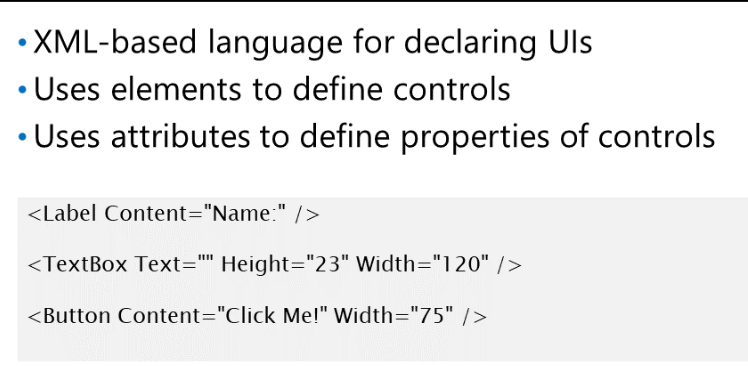 • XML-based language for declaring UIs
• Uses elements to define controls
• Uses attributes to define properties of controls
<Label Content="Name:" />
<TextBox Text="" Height="23" Width="120" />
<Button Content="Click Me!" Width="75" />